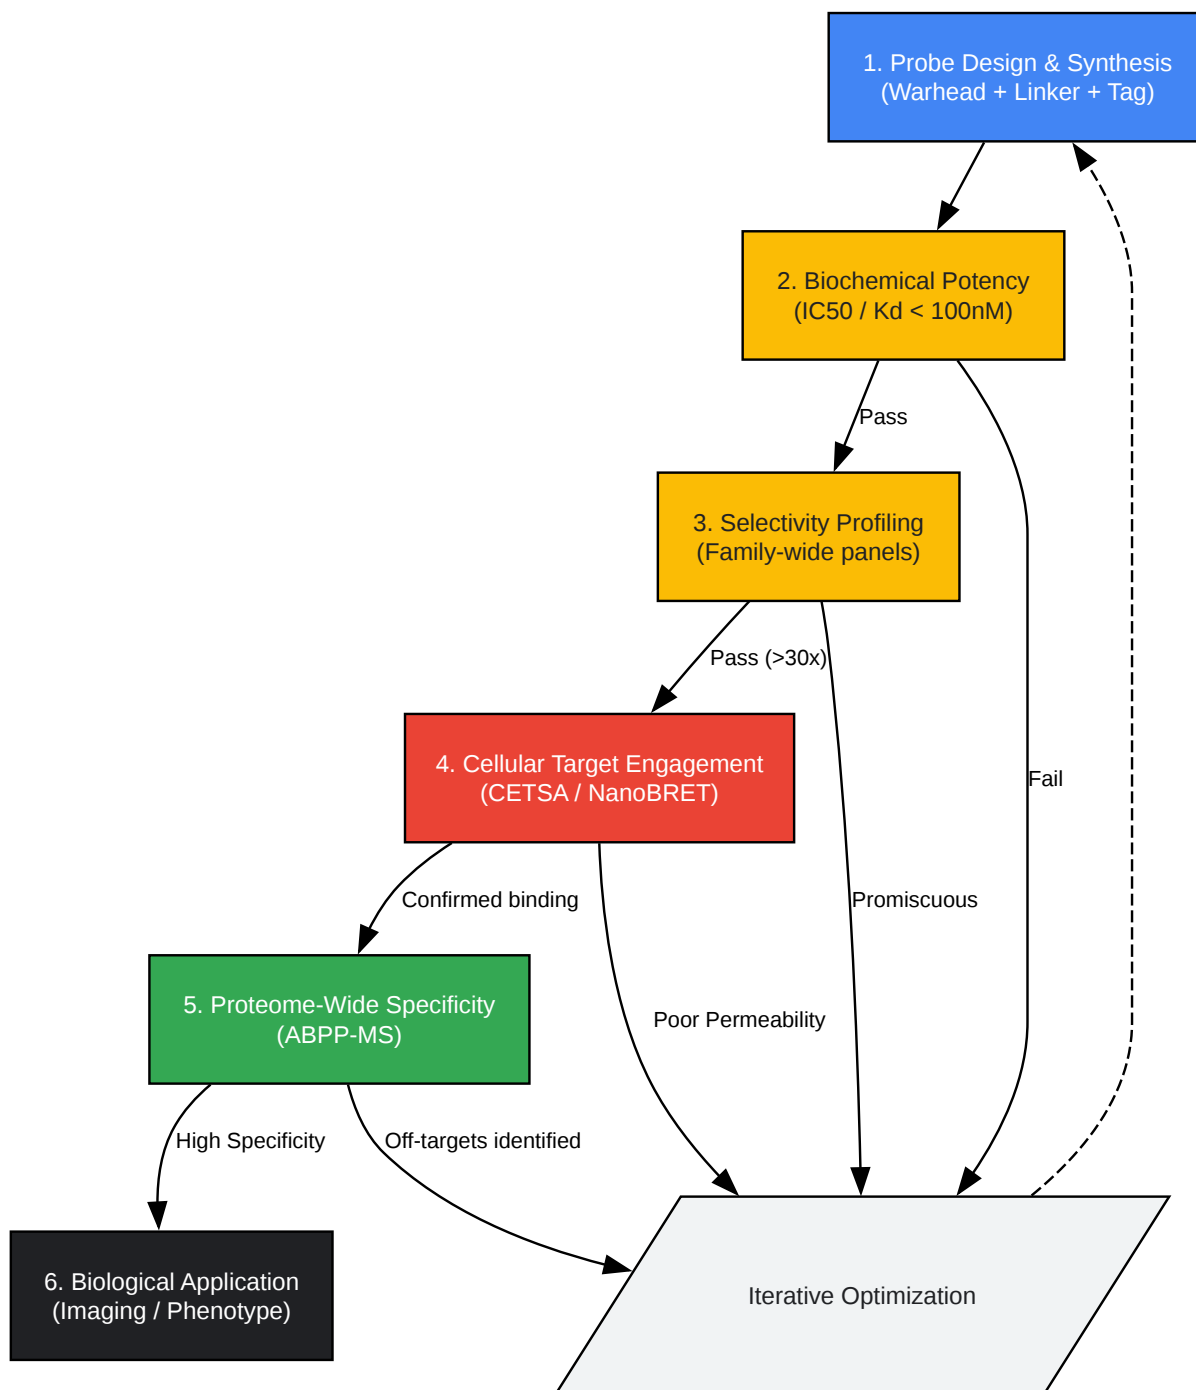 1. Probe Design & Synthesis
(Warhead + Linker + Tag)
2. Biochemical Potency
(IC50 / Kd < 100nM)
Pass
3. Selectivity Profiling
(Family-wide panels)
Pass (>30x)
4. Cellular Target Engagement
(CETSA / NanoBRET)
Fail
Confirmed binding
Promiscuous
5. Proteome-Wide Specificity
(ABPP-MS)
Poor Permeability
High Specificity
Off-targets identified
6. Biological Application
(Imaging / Phenotype)
Iterative Optimization